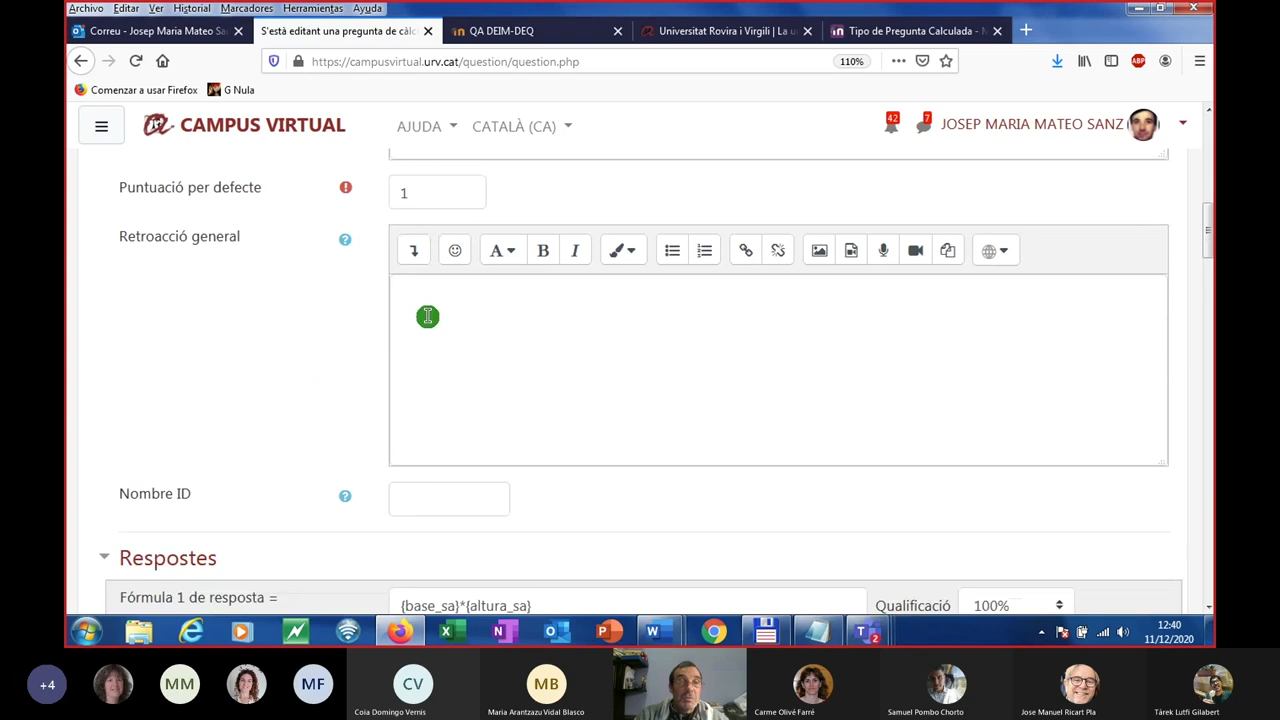 Archivo Editar Ver Historial Marcadores Herramientas Ayuda
Correu - Josep Maria Mateo Sa
S'està editant una pregunta de càlc
QA DEIM-DEQ
Universitat Rovira i Virgili | La u
Tipo de Pregunta Calculada - M
https://campusvirtual.urv.cat/question/question.php
110%
ABP
Comenzar a usar Firefox
G Nula
CAMPUS VIRTUAL
AJUDA
CATALÀ (CA)
42
7
JOSEP MARIA MATEO SANZ
Puntuació per defecte
1
Retroacció general
A B I
Nombre ID
Respostes
Fórmula 1 de resposta =
{base_sa}*{altura_sa}
Qualificació
100%
12:40
11/12/2020
+4
MM
MF
CV
Coia Domingo Vernis
MB
Maria Arantzazu Vidal Blasco
Carme Olivé Farré
Samuel Pombo Chorto
Jose Manuel Ricart Pla
Tàrek Lutfi Gilabert